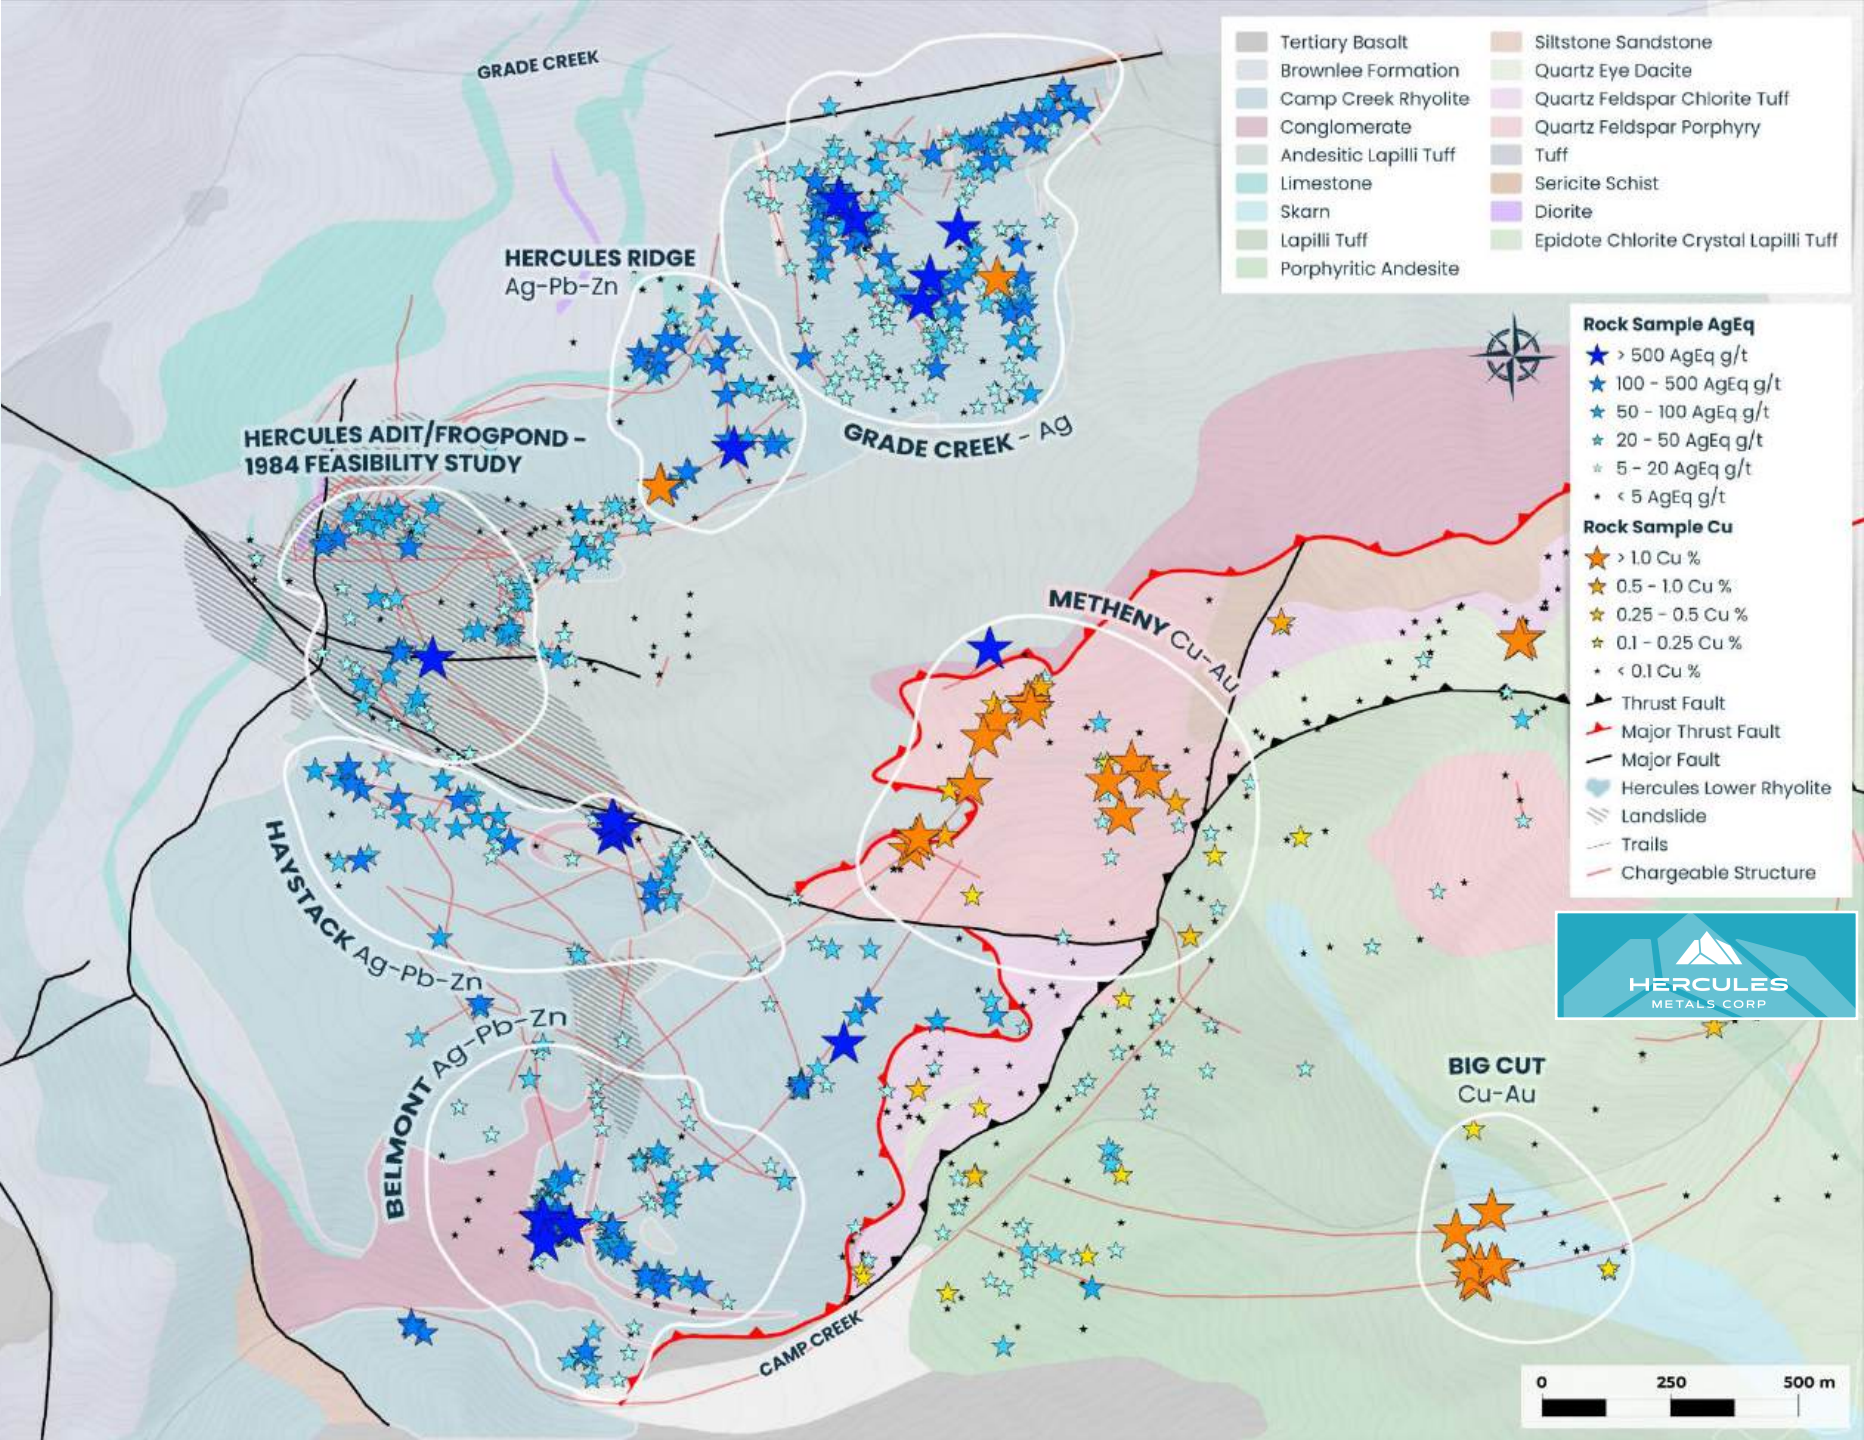 GRADE CREEK
HERCULES RIDGE
Ag-Pb-Zn
GRADE CREEK - Ag
HERCULES ADIT/FROGPOND -
1984 FEASIBILITY STUDY
METHENY Cu-Au
HAYSTACK Ag-Pb-Zn
BELMONT Ag-Pb-Zn
BIG CUT
Cu-Au
CAMP CREEK
Tertiary Basalt
Brownlee Formation
Camp Creek Rhyolite
Conglomerate
Andesitic Lapilli Tuff
Limestone
Skarn
Lapilli Tuff
Porphyritic Andesite
Siltstone Sandstone
Quartz Eye Dacite
Quartz Feldspar Chlorite Tuff
Quartz Feldspar Porphyry
Tuff
Sericite Schist
Diorite
Epidote Chlorite Crystal Lapilli Tuff
Rock Sample AgEq
> 500 AgEq g/t
100 - 500 AgEq g/t
50 - 100 AgEq g/t
20 - 50 AgEq g/t
5 - 20 AgEq g/t
< 5 AgEq g/t
Rock Sample Cu
> 1.0 Cu %
0.5 - 1.0 Cu %
0.25 - 0.5 Cu %
0.1 - 0.25 Cu %
< 0.1 Cu %
Thrust Fault
Major Thrust Fault
Major Fault
Hercules Lower Rhyolite
Landslide
Trails
Chargeable Structure
HERCULES
METALS CORP
0 250 500 m